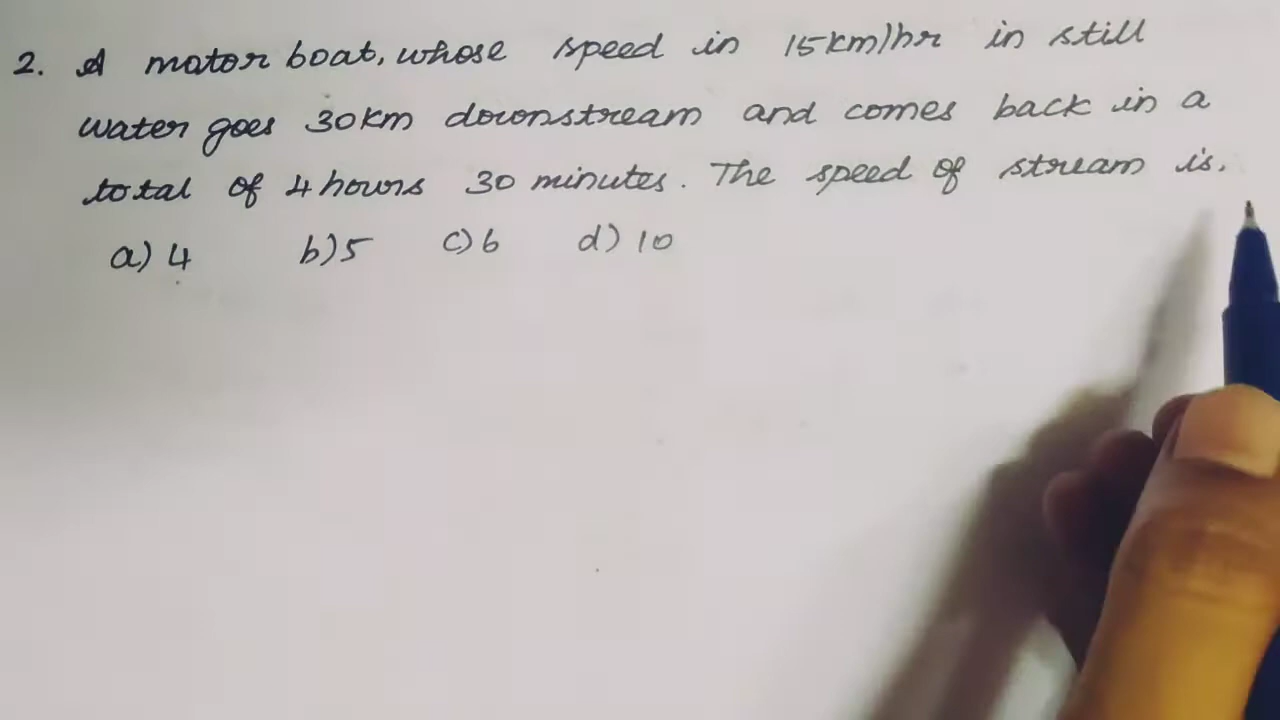 2. A motor boat, whose speed in 15km/hr in still
water goes 30km downstream and comes back in a
total of 4 hours 30 minutes. The speed of stream is.
a) 4 b) 5 c) 6 d) 10